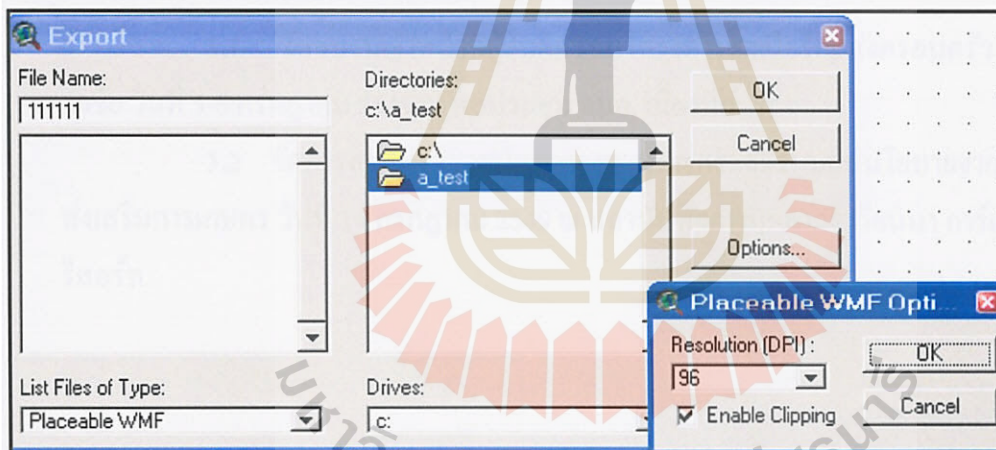 Export
File Name:
111111
Directories:
c:\a_test
c:\
a_test
OK
Cancel
Options...
List Files of Type:
Placeable WMF
Drives:
c:
Placeable WMF Opti...
Resolution (DPI) :
96
Enable Clipping
OK
Cancel